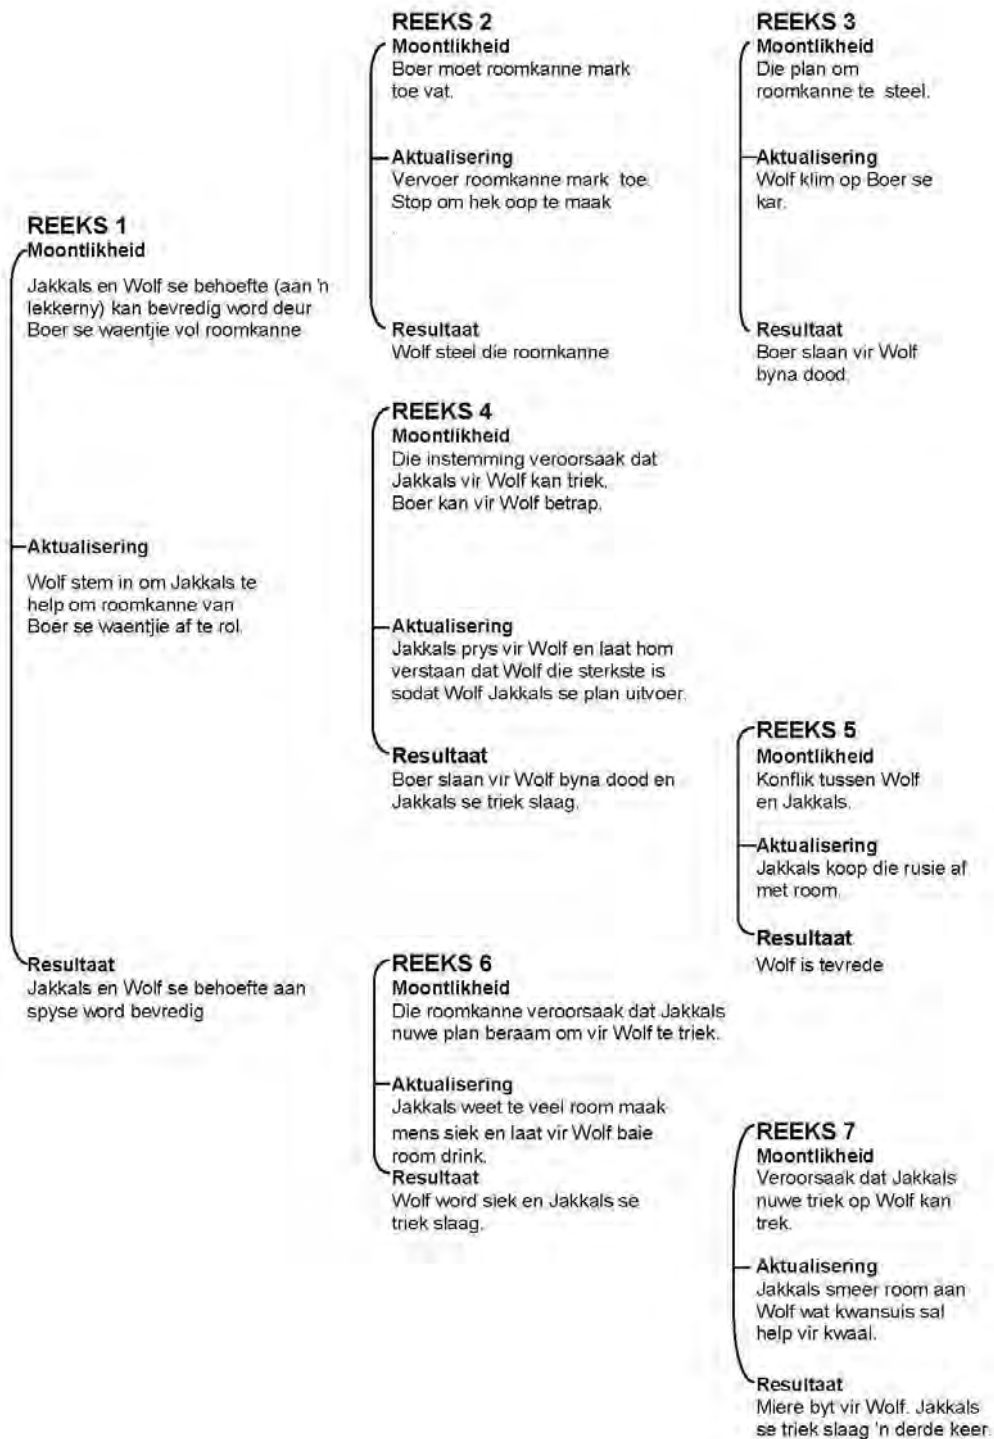 REEKS 1
Moontlikheid
Jakkals en Wolf se behoefte (aan 'n
lekkerny) kan bevredig word deur
Boer se waentjie vol roomkanne
Aktualisering
Wolf stem in om Jakkals te
help om roomkanne van
Boer se waentjie af te rol.
Resultaat
Jakkals en Wolf se behoefte aan
spyse word bevredig
REEKS 2
Moontlikheid
Boer moet roomkanne mark
toe vat.
Aktualisering
Vervoer roomkanne mark toe.
Stop om hek oop te maak
Resultaat
Wolf steel die roomkanne
REEKS 3
Moontlikheid
Die plan om
roomkanne te steel.
Aktualisering
Wolf klim op Boer se
kar.
Resultaat
Boer slaan vir Wolf
byna dood.
REEKS 4
Moontlikheid
Die instemming veroorsaak dat
Jakkals vir Wolf kan triek.
Boer kan vir Wolf betrap.
Aktualisering
Jakkals prys vir Wolf en laat hom
verstaan dat Wolf die sterkste is
sodat Wolf Jakkals se plan uitvoer.
Resultaat
Boer slaan vir Wolf byna dood en
Jakkals se triek slaag.
REEKS 5
Moontlikheid
Konflik tussen Wolf
en Jakkals.
Aktualisering
Jakkals koop die rusie af
met room.
Resultaat
Wolf is tevrede
REEKS 6
Moontlikheid
Die roomkanne veroorsaak dat Jakkals
nuwe plan beraam om vir Wolf te triek.
Aktualisering
Jakkals weet te veel room maak
mens siek en laat vir Wolf baie
room drink.
Resultaat
Wolf word siek en Jakkals se
triek slaag.
REEKS 7
Moontlikheid
Veroorsaak dat Jakkals
nuwe triek op Wolf kan
trek.
Aktualisering
Jakkals smeer room aan
Wolf wat kwansuis sal
help vir kwaal.
Resultaat
Miere byt vir Wolf. Jakkals
se triek slaag 'n derde keer